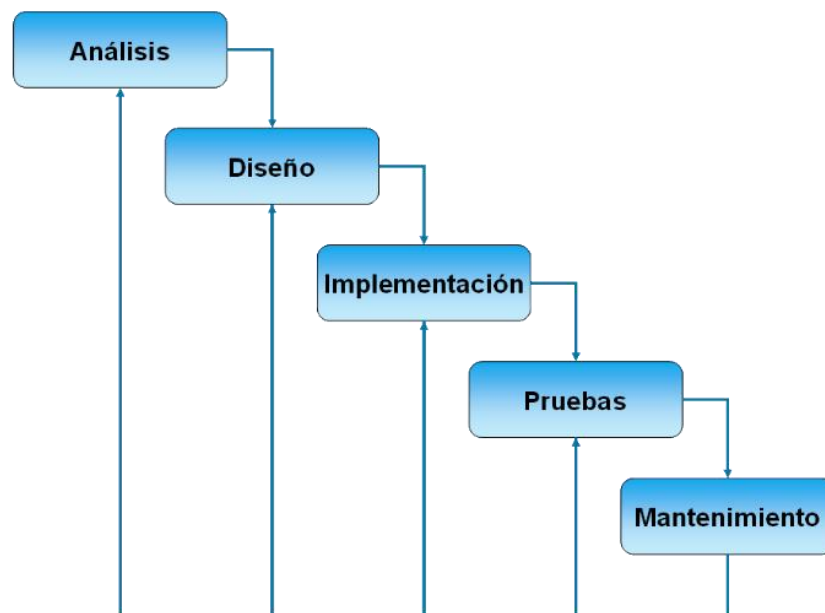 Análisis
Diseño
Implementación
Pruebas
Mantenimiento